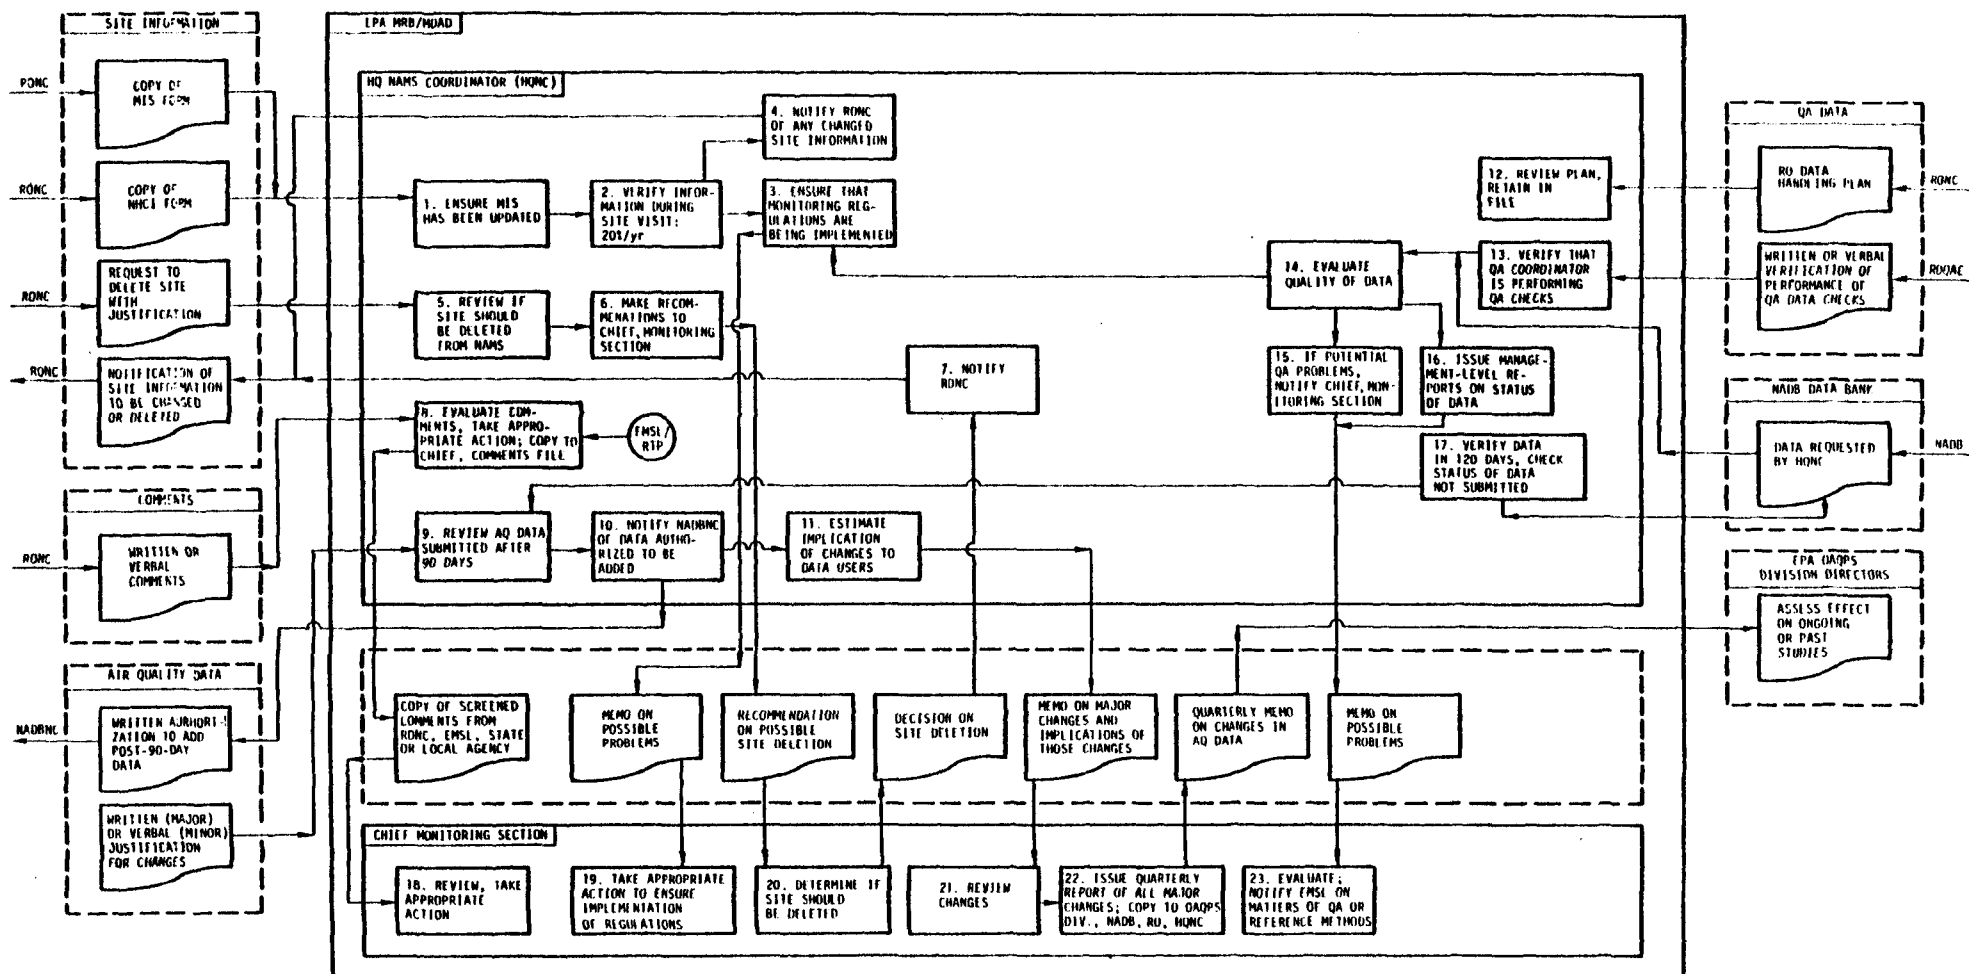 SITE INFORMATION
RONC
COPY OF
MIS FORM
RONC
COPY OF
NHCI FORM
RONC
REQUEST TO
DELETE SITE
WITH
JUSTIFICATION
RONC
NOTIFICATION OF
SITE INFORMATION
TO BE CHANGED
OR DELETED
COMMENTS
RONC
WRITTEN OR
VERBAL
COMMENTS
AIR QUALITY DATA
NADBNC
WRITTEN AURHORI-
ZATION TO ADD
POST-90-DAY
DATA
WRITTEN (MAJOR)
OR VERBAL (MINOR)
JUSTIFICATION
FOR CHANGES
EPA MRB/MDAD
HQ NAMS COORDINATOR (HQNC)
4. NOTIFY RONC
OF ANY CHANGED
SITE INFORMATION
1. ENSURE MIS
HAS BEEN UPDATED
2. VERIFY INFOR-
MATION DURING
SITE VISIT:
20%/yr
3. ENSURE THAT
MONITORING REG-
ULATIONS ARE
BEING IMPLEMENTED
5. REVIEW IF
SITE SHOULD
BE DELETED
FROM NAMS
6. MAKE RECOM-
MENATIONS TO
CHIEF, MONITORING
SECTION
7. NOTIFY
RONC
8. EVALUATE COM-
MENTS, TAKE APPRO-
PRIATE ACTION; COPY TO
CHIEF, COMMENTS FILE
EMSL/
RTP
9. REVIEW AQ DATA
SUBMITTED AFTER
90 DAYS
10. NOTIFY NADBNC
OF DATA AUTHO-
RIZED TO BE
ADDED
11. ESTIMATE
IMPLICATION
OF CHANGES TO
DATA USERS
12. REVIEW PLAN,
RETAIN IN
FILE
13. VERIFY THAT
QA COORDINATOR
IS PERFORMING
QA CHECKS
14. EVALUATE
QUALITY OF DATA
15. IF POTENTIAL
QA PROBLEMS,
NOTIFY CHIEF, MON-
ITORING SECTION
16. ISSUE MANAGE-
MENT-LEVEL RE-
PORTS ON STATUS
OF DATA
17. VERIFY DATA
IN 120 DAYS, CHECK
STATUS OF DATA
NOT SUBMITTED
COPY OF SCREENED
COMMENTS FROM
RONC, EMSL, STATE
OR LOCAL AGENCY
MEMO ON
POSSIBLE
PROBLEMS
RECOMMENDATION
ON POSSIBLE
SITE DELETION
DECISION ON
SITE DELETION
MEMO ON MAJOR
CHANGES AND
IMPLICATIONS OF
THOSE CHANGES
QUARTERLY MEMO
ON CHANGES IN
AQ DATA
MEMO ON
POSSIBLE
PROBLEMS
CHIEF MONITORING SECTION
18. REVIEW, TAKE
APPROPRIATE
ACTION
19. TAKE APPROPRIATE
ACTION TO ENSURE
IMPLEMENTATION
OF REGULATIONS
20. DETERMINE IF
SITE SHOULD
BE DELETED
21. REVIEW
CHANGES
22. ISSUE QUARTERLY
REPORT OF ALL MAJOR
CHANGES; COPY TO OAQPS
DIV., NADB, RO, HQNC
23. EVALUATE;
NOTIFY EMSL ON
MATTERS OF QA OR
REFERENCE METHODS
QA DATA
RO DATA
HANDLING PLAN
RONC
WRITTEN OR VERBAL
VERIFICATION OF
PERFORMANCE OF
QA DATA CHECKS
ROQAC
NADB DATA BANK
DATA REQUESTED
BY HQNC
NADB
EPA OAQPS
DIVISION DIRECTORS
ASSESS EFFECT
ON ONGOING
OR PAST
STUDIES